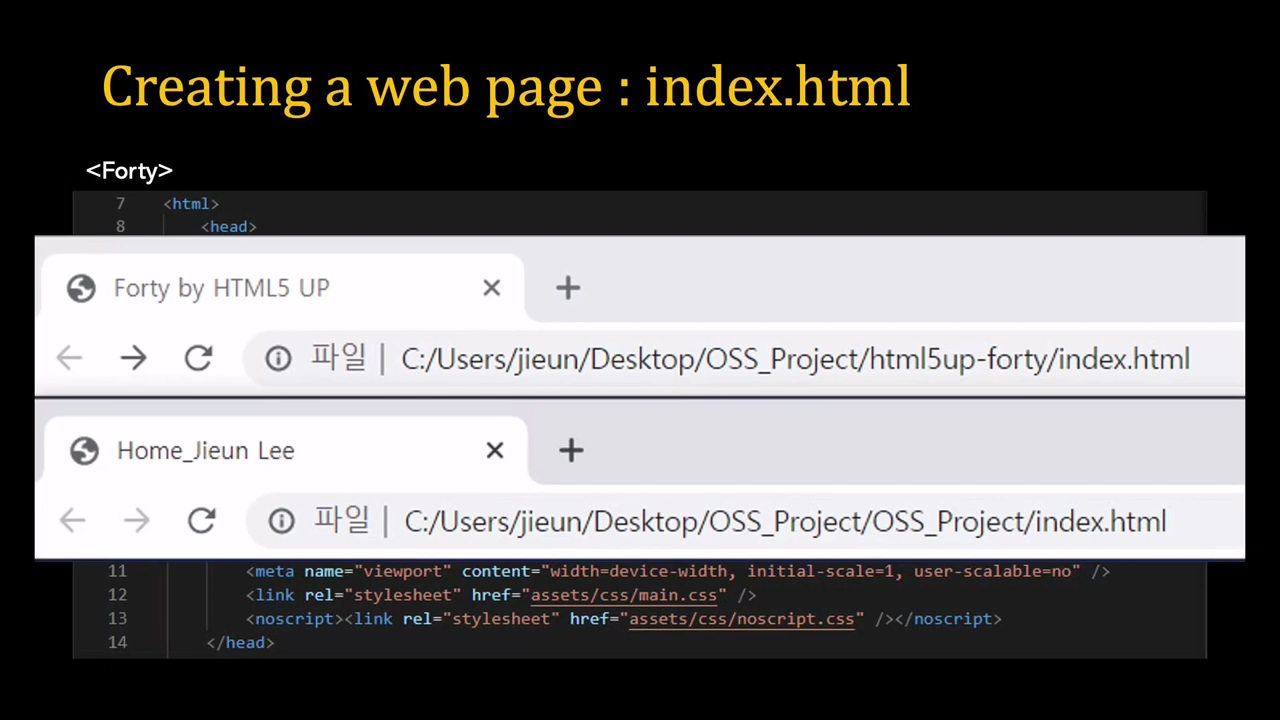 Creating a web page : index.html
<Forty>
7 <html>
8 <head>
Forty by HTML5 UP
파일 | C:/Users/jieun/Desktop/OSS_Project/html5up-forty/index.html
Home_Jieun Lee
파일 | C:/Users/jieun/Desktop/OSS_Project/OSS_Project/index.html
11 <meta name="viewport" content="width=device-width, initial-scale=1, user-scalable=no" />
12 <link rel="stylesheet" href="assets/css/main.css" />
13 <noscript><link rel="stylesheet" href="assets/css/noscript.css" /></noscript>
14 </head>